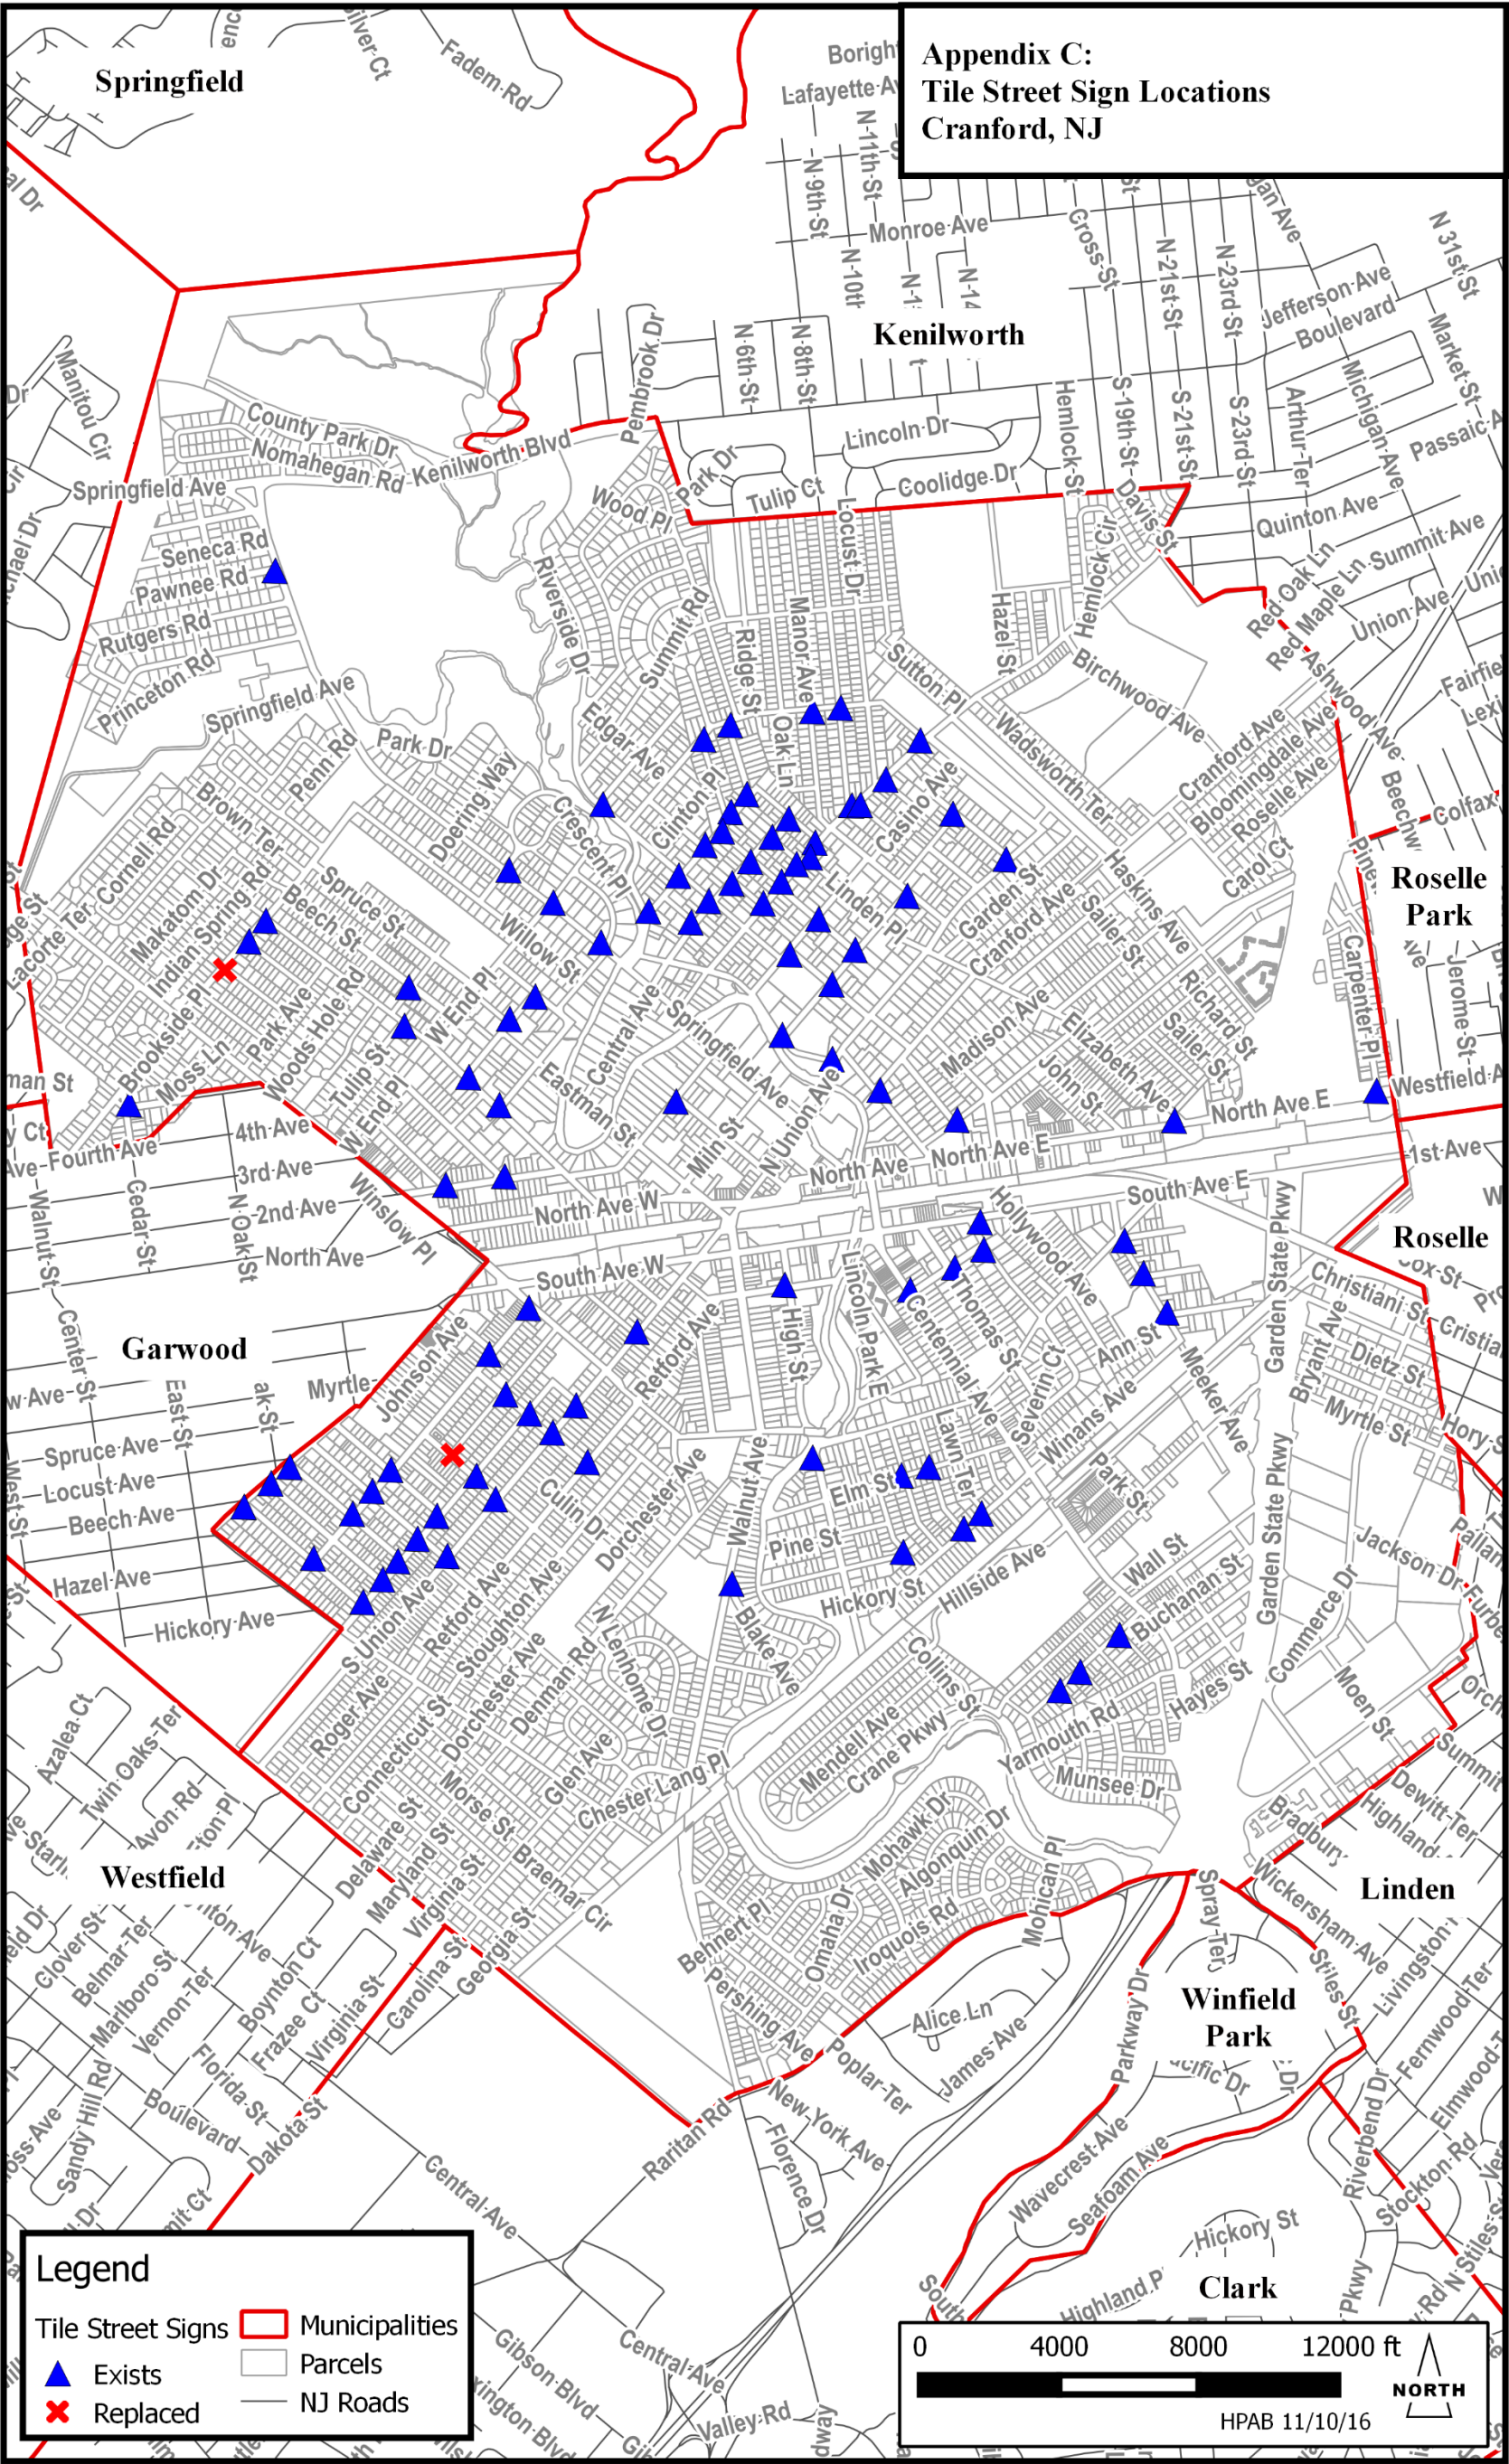 Appendix C:
Tile Street Sign Locations
Cranford, NJ
Springfield
Silver Ct
Fadem Rd
Lafayette
N 9th St
N 11th St
Monroe Ave
N 10th
Cross St
N 21st St
N 23rd St
N 31st St
Jefferson Ave
Boulevard
Kenilworth
Manitou Cir
Pembrook Dr
N 6th St
N 8th St
Hemlock St
S 19th St
S 21st St
S 23rd St
Arthur Ter
Michigan Ave
Market St
County Park Dr
Nomahegan Rd
Kenilworth Blvd
Lincoln Dr
Park Dr
Tulip Ct
Coolidge Dr
Springfield Ave
Wood Pl
Locust Dr
Davis St
Quinton Ave
Summit Ave
Seneca Rd
Pawnee Rd
Rutgers Rd
Princeton Rd
Riverside Dr
Summit Rd
Ridge St
Manor Ave
Oak Ln
Hazel St
Hemlock Cir
Red Oak Ln
Red Maple Ln
Union Ave
Springfield Ave
Sutton Pl
Birchwood Ave
Ashwood Ave
Park Dr
Edgar Ave
Penn Rd
Wadsworth Ter
Cranford Ave
Bloomingdale Ave
Roselle Ave
Colfax
Brown Ter
Doering Way
Crescent Pl
Clinton Pl
Casino Ave
Carol Ct
Cornell Rd
Makatom Dr
Indian Spring Rd
Beech St
Spruce St
Linden Pl
Garden St
Cranford Ave
Haskins Ave
Sailer St
Roselle
Park
Lacorte Ter
Willow St
Carpenter Pl
Jerome St
Brookside Pl
Park Ave
Woods Hole Rd
W End Pl
Central Ave
Springfield Ave
Madison Ave
Richard St
Sailer St
Elizabeth Ave
John St
Moss Ln
Tulip St
W End Pl
Eastman St
N Union Ave
Miln St
North Ave E
Westfield
Fourth Ave
4th Ave
3rd Ave
2nd Ave
North Ave
Walnut St
Cedar St
N Oak St
Winslow Pl
North Ave W
North Ave
North Ave E
South Ave E
1st Ave
Roselle
South Ave W
Hollywood Ave
Garden State Pkwy
Cox St
Christiani St
Garwood
Center St
East St
Myrtle
Johnson Ave
Retford Ave
High St
Lincoln Park E
Centennial Ave
Thomas St
Severin Ct
Ann St
Winans Ave
Meeker Ave
Bryant Ave
Dietz St
Myrtle St
Spruce Ave
Locust Ave
Beech Ave
West St
Hazel Ave
Hickory Ave
Culin Dr
Dorchester Ave
Walnut Ave
Elm St
Lawn Ter
Pine St
Hickory St
Hillside Ave
Park St
Wall St
Buchanan St
Garden State Pkwy
Jackson Dr
Commerce Dr
S Union Ave
Retford Ave
Stoughton Ave
Roger Ave
Connecticut St
Dorchester Ave
Denman Rd
N Lenhome Dr
Blake Ave
Collins St
Mendell Ave
Crane Pkwy
Yarmouth Rd
Hayes St
Munsee Dr
Moen St
Azalea Ct
Twin Oaks Ter
Avon Rd
Glen Ave
Chester Lang Pl
Morse St
Delaware St
Maryland St
Virginia St
Braemar Cir
Mohawk Dr
Algonquin Dr
Mohican Pl
Bradbury
Dewitt Ter
Highland
Westfield
Linden
Clover St
Belmar Ter
Marlboro St
Vernon Ter
Boynton Ct
Frazee Ct
Virginia St
Carolina St
Georgia St
Behnert Pl
Omaha Dr
Iroquois Rd
Pershing Ave
Spray Ter
Wickersham Ave
Stiles St
Livingston
Fernwood Ter
Winfield
Park
Parkway Dr
Alice Ln
James Ave
Poplar Ter
New York Ave
Raritan Rd
Florence Dr
Sandy Hill Rd
Florida St
Boulevard
Dakota St
Central Ave
Wavecrest Ave
Seafoam Ave
Riverbend Dr
Stockton Rd
Hickory St
Highland
Clark
Gibson Blvd
Central Ave
Valley Rd
Legend
Tile Street Signs
Exists
Replaced
Municipalities
Parcels
NJ Roads
0 4000 8000 12000 ft
NORTH
HPAB 11/10/16